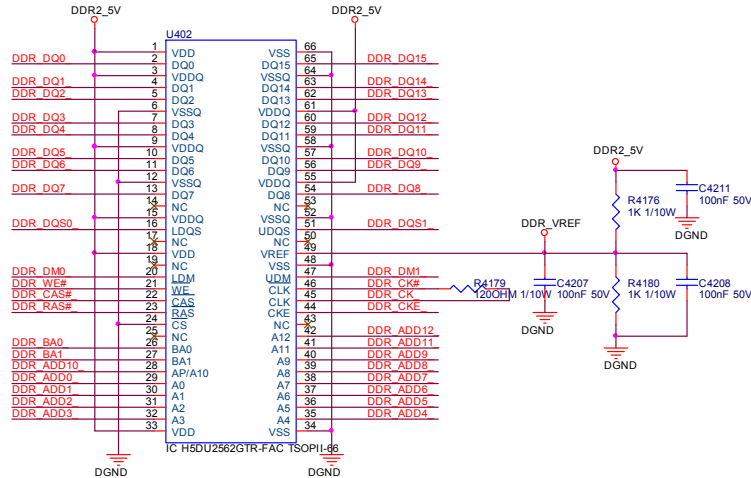 DDR2_5V
DDR2_5V
U402
1 VDD VSS 66
DDR_DQ0 2 DQ0 DQ15 65 DDR_DQ15
3 VDDQ VSSQ 64
DDR_DQ1 4 DQ1 DQ14 63 DDR_DQ14
DDR_DQ2 5 DQ2 DQ13 62 DDR_DQ13
6 VSSQ VDDQ 61
DDR_DQ3 7 DQ3 DQ12 60 DDR_DQ12
DDR_DQ4 8 DQ4 DQ11 59 DDR_DQ11
9 VDDQ VSSQ 58
DDR_DQ5 10 DQ5 DQ10 57 DDR_DQ10
DDR_DQ6 11 DQ6 DQ9 56 DDR_DQ9
12 VSSQ VDDQ 55
DDR_DQ7 13 DQ7 DQ8 54 DDR_DQ8
14 NC NC 53
15 VDDQ VSSQ 52
DDR_DQS0 16 LDQS UDQS 51 DDR_DQS1
17 NC NC 50
18 VDD VREF 49
19 NC VSS 48
DDR_DM0 20 LDM UDM 47 DDR_DM1
DDR_WE# 21 WE CLK 46 DDR_CK#
DDR_CAS# 22 CAS CLK 45 DDR_CK
DDR_RAS# 23 RAS CKE 44 DDR_CKE
24 CS NC 43
25 NC A12 42 DDR_ADD12
DDR_BA0 26 BA0 A11 41 DDR_ADD11
DDR_BA1 27 BA1 A9 40 DDR_ADD9
DDR_ADD10 28 AP/A10 A8 39 DDR_ADD8
DDR_ADD0 29 A0 A7 38 DDR_ADD7
DDR_ADD1 30 A1 A6 37 DDR_ADD6
DDR_ADD2 31 A2 A5 36 DDR_ADD5
DDR_ADD3 32 A3 A4 35 DDR_ADD4
33 VDD VSS 34
IC H5DU2562GTR-FAC TSOPII-66
DGND
DGND
R4179
120OHM 1/10W
DDR_VREF
C4207
100nF 50V
DGND
DDR2_5V
R4176
1K 1/10W
C4211
100nF 50V
DGND
R4180
1K 1/10W
C4208
100nF 50V
DGND